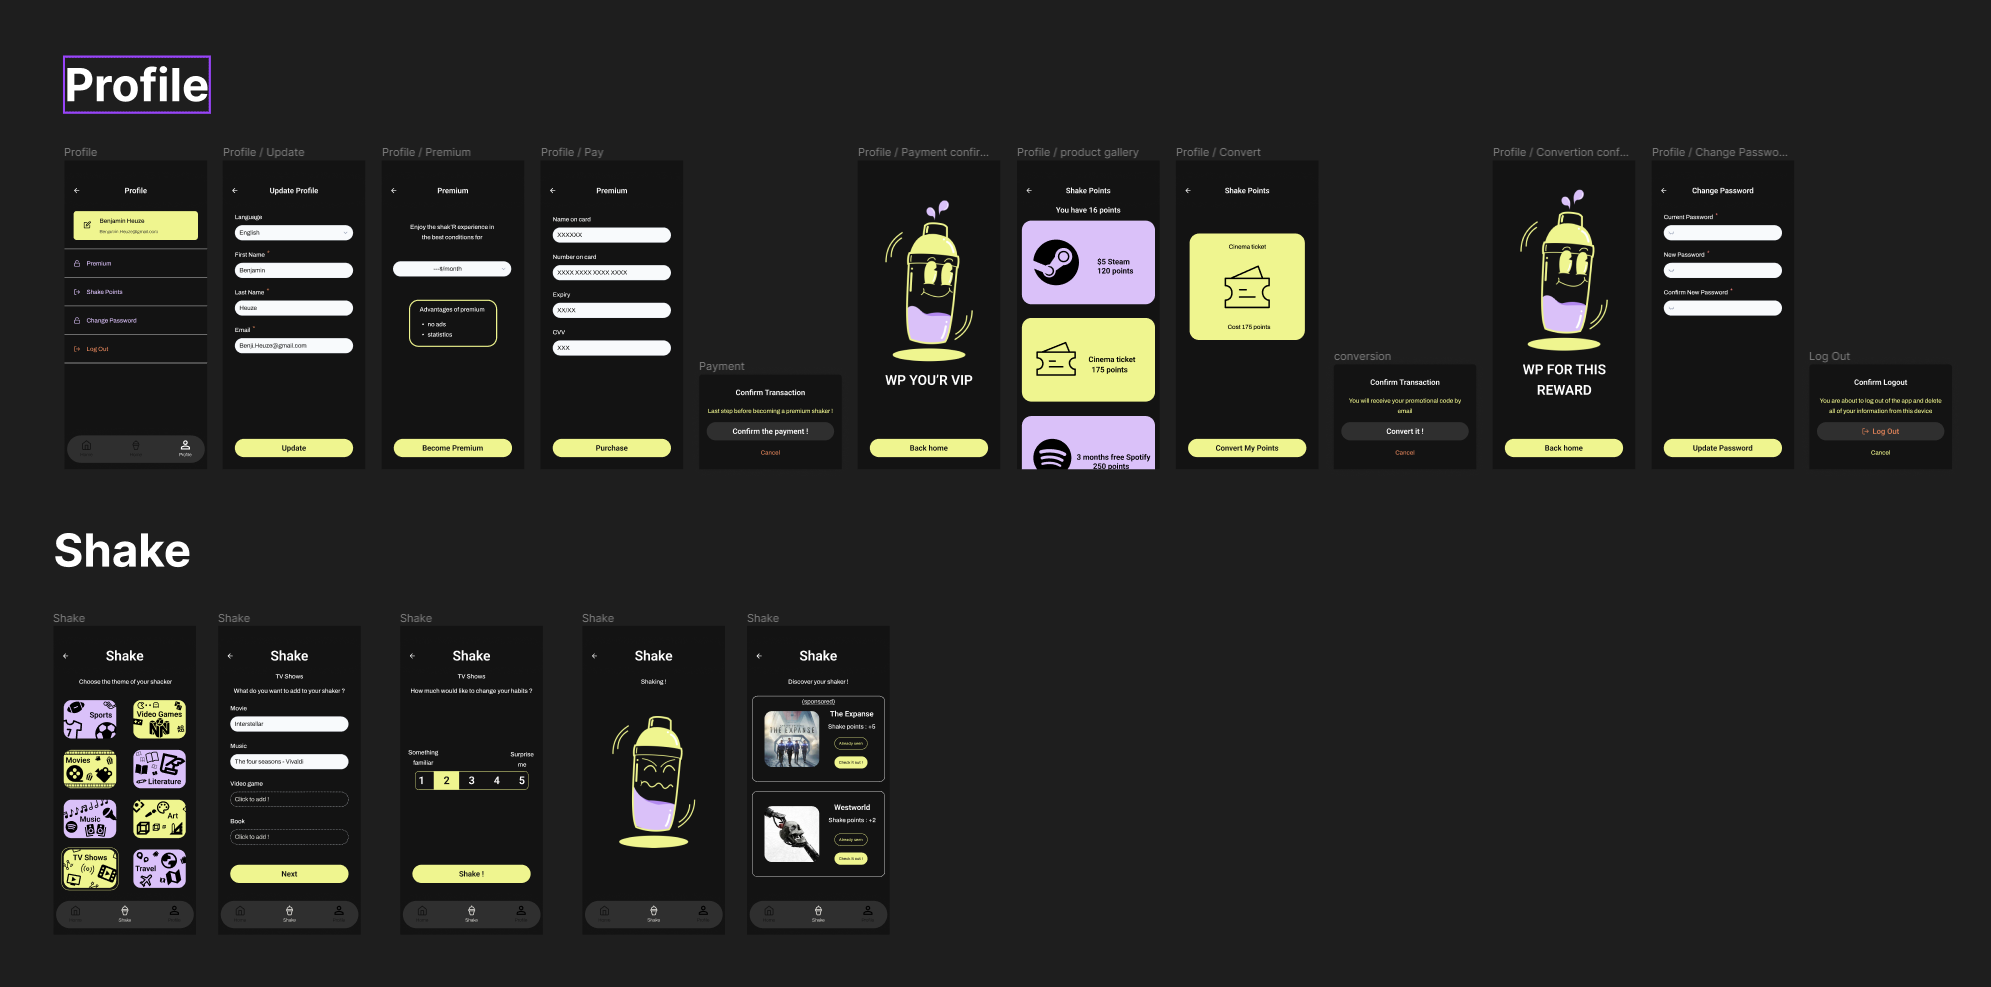 Profile
Profile
Profile
Benjamin Heuze
Benjamin.Heuze@gmail.com
Premium
Shake Points
Change Password
Log Out
Profile
Profile / Update
Update Profile
Language
English
First Name *
Benjamin
Last Name *
Heuze
Email *
Benji.Heuze@gmail.com
Update
Profile / Premium
Premium
Enjoy the shak'R experience in
the best conditions for
---$/month
Advantages of premium
• no ads
• statistics
Become Premium
Profile / Pay
Premium
Name on card
XXXXXX
Number on card
XXXX XXXX XXXX XXXX
Expiry
XX/XX
CVV
XXX
Purchase
Payment
Confirm Transaction
Last step before becoming a premium shaker !
Confirm the payment !
Cancel
Profile / Payment confir...
WP YOU'R VIP
Back home
Profile / product gallery
Shake Points
You have 16 points
$5 Steam
120 points
Cinema ticket
175 points
3 months free Spotify
250 points
Profile / Convert
Shake Points
Cinema ticket
Cost 175 points
Convert My Points
conversion
Confirm Transaction
You will receive your promotional code by
email
Convert it !
Cancel
Profile / Convertion conf...
WP FOR THIS
REWARD
Back home
Profile / Change Passwo...
Change Password
Current Password *
New Password *
Confirm New Password *
Update Password
Log Out
Confirm Logout
You are about to log out of the app and delete
all of your information from this device
Log Out
Cancel
Shake
Shake
Shake
Choose the theme of your shacker
Sports
7
Video Games
Movies
Literature
Music
Art
TV Shows
Travel
Shake
Shake
Shake
TV Shows
What do you want to add to your shaker ?
Movie
Interstellar
Music
The four seasons - Vivaldi
Video game
Click to add !
Book
Click to add !
Next
Shake
Shake
Shake
TV Shows
How much would like to change your habits ?
Something
familiar
Surprise
me
1 2 3 4 5
Shake !
Shake
Shake
Shake
Shaking !
Shake
Shake
Shake
Discover your shaker !
(sponsored)
THE EXPANSE
The Expanse
Shake points : +5
Already seen
Check it out !
Westworld
Shake points : +2
Already seen
Check it out !
Shake